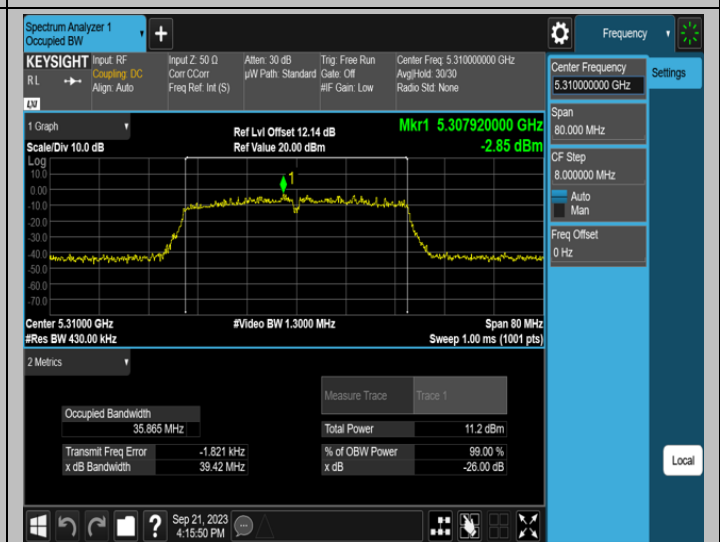 Spectrum Analyzer 1
Occupied BW
Frequency
KEYSIGHT
RL
LXI
Input: RF
Coupling: DC
Align: Auto
Input Z: 50 Ω
Corr CCorr
Freq Ref: Int (S)
Atten: 30 dB
µW Path: Standard
Trig: Free Run
Gate: Off
#IF Gain: Low
Center Freq: 5.310000000 GHz
Avg|Hold: 30/30
Radio Std: None
Center Frequency
5.310000000 GHz
Settings
Span
80.000 MHz
CF Step
8.000000 MHz
Auto
Man
Freq Offset
0 Hz
1 Graph
Scale/Div 10.0 dB
Ref Lvl Offset 12.14 dB
Ref Value 20.00 dBm
Mkr1 5.307920000 GHz
-2.85 dBm
Log
10.0
0.00
-10.0
-20.0
-30.0
-40.0
-50.0
-60.0
-70.0
1
Center 5.31000 GHz
#Res BW 430.00 kHz
#Video BW 1.3000 MHz
Span 80 MHz
Sweep 1.00 ms (1001 pts)
2 Metrics
Measure Trace
Trace 1
Occupied Bandwidth
35.865 MHz
Total Power
11.2 dBm
Transmit Freq Error
-1.821 kHz
% of OBW Power
99.00 %
x dB Bandwidth
39.42 MHz
x dB
-26.00 dB
Local
?
Sep 21, 2023
4:15:50 PM